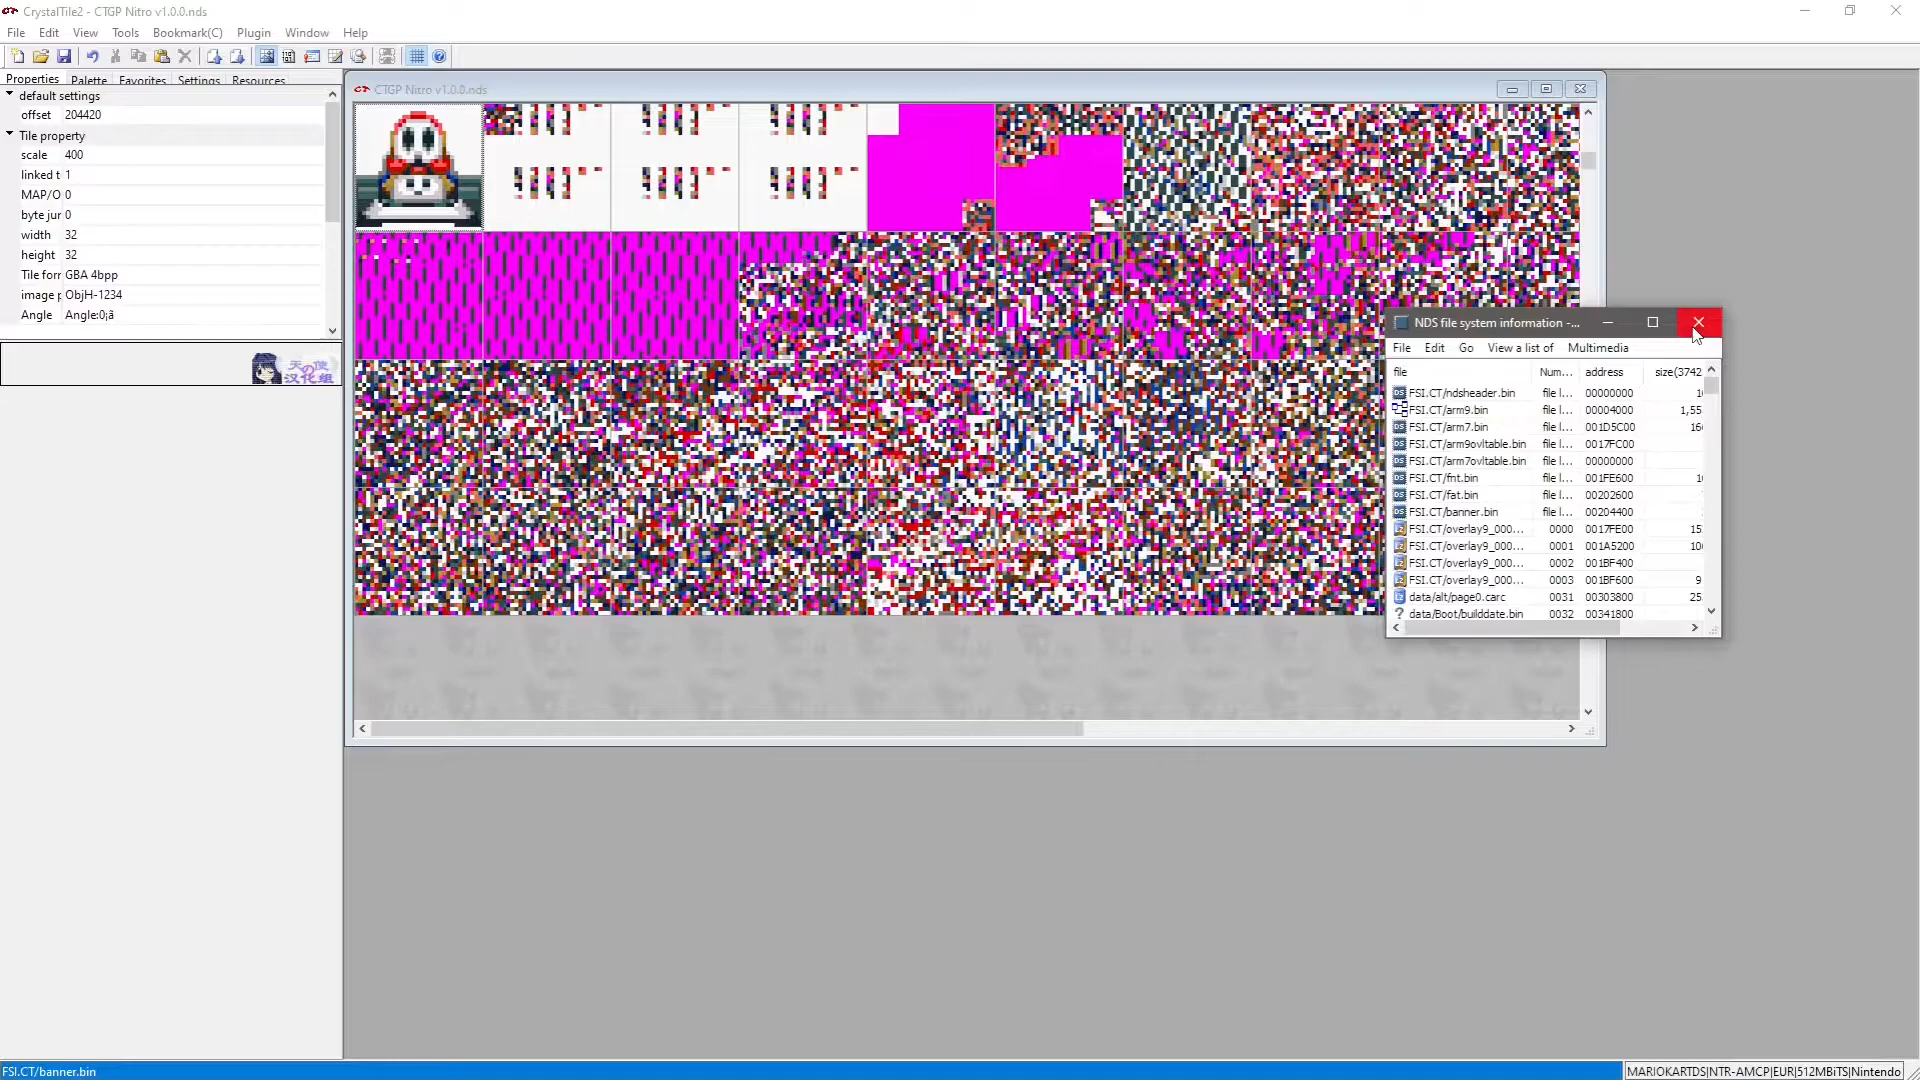 CrystalTile2 - CTGP Nitro v1.0.0.nds
File Edit View Tools Bookmark(C) Plugin Window Help
Properties Palette Favorites Settings Resources
default settings
offset 204420
Tile property
scale 400
linked t 1
MAP/O 0
byte jur 0
width 32
height 32
Tile forr GBA 4bpp
image p ObjH-1234
Angle Angle:0;ã
天使
汉化组
CTGP Nitro v1.0.0.nds
NDS file system information -...
File Edit Go View a list of Multimedia
file Num... address size(3742
FSI.CT/ndsheader.bin file l... 00000000
FSI.CT/arm9.bin file l... 00004000 1,55
FSI.CT/arm7.bin file l... 001D5C00 16
FSI.CT/arm9ovltable.bin file l... 0017FC00
FSI.CT/arm7ovltable.bin file l... 00000000
FSI.CT/fnt.bin file l... 001FE600
FSI.CT/fat.bin file l... 00202600
FSI.CT/banner.bin file l... 00204400
FSI.CT/overlay9_000... 0000 0017FE00 15
FSI.CT/overlay9_000... 0001 001A5200 10
FSI.CT/overlay9_000... 0002 001BF400
FSI.CT/overlay9_000... 0003 001BF600 9
data/alt/page0.carc 0031 00303800 25
data/Boot/builddate.bin 0032 00341800
FSI.CT/banner.bin
MARIOKARTDS|NTR-AMCP|EUR|512MBiTS|Nintendo